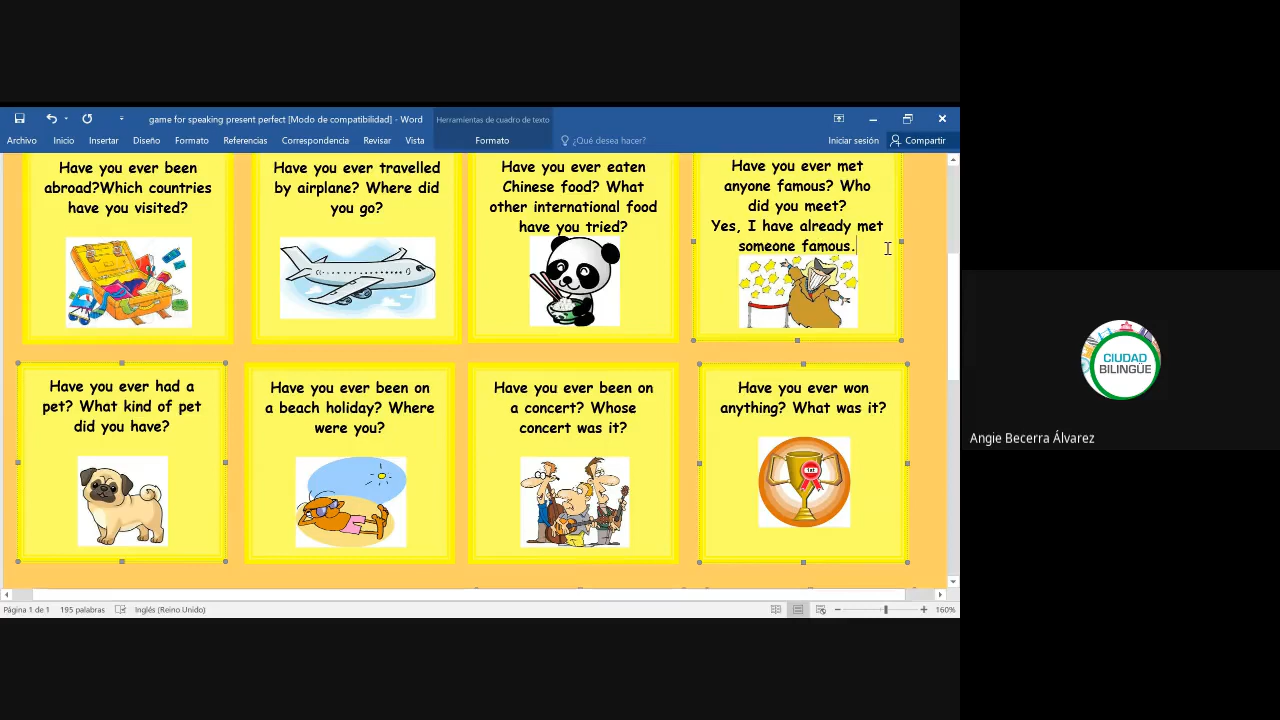 game for speaking present perfect [Modo de compatibilidad] - Word
Herramientas de cuadro de texto
Archivo
Inicio
Insertar
Diseño
Formato
Referencias
Correspondencia
Revisar
Vista
Formato
¿Qué desea hacer?
Iniciar sesión
Compartir
Have you ever been
abroad?Which countries
have you visited?
Have you ever travelled
by airplane? Where did
you go?
Have you ever eaten
Chinese food? What
other international food
have you tried?
Have you ever met
anyone famous? Who
did you meet?
Yes, I have already met
someone famous.
Have you ever had a
pet? What kind of pet
did you have?
Have you ever been on
a beach holiday? Where
were you?
Have you ever been on
a concert? Whose
concert was it?
Have you ever won
anything? What was it?
1st
Página 1 de 1
195 palabras
Inglés (Reino Unido)
160%
CIUDAD
BILINGÜE
Angie Becerra Álvarez